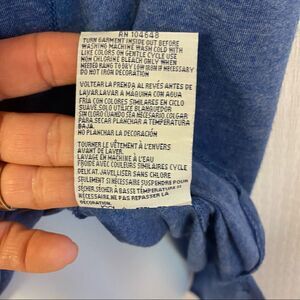 RN 104648
TURN GARMENT INSIDE OUT BEFORE
WASHING MACHINE WASH COLD WITH
LIKE COLORS ON GENTLE CYCLE USE
NON CHLORINE BLEACH ONLY WHEN
NEEDED HANG TO DRY LOW IRON IF NECESSARY
DO NOT IRON DECORATION
VOLTEAR LA PRENDA AL REVÉS ANTES DE
LAVAR LAVAR A MAQUINA CON AGUA
FRIA CON COLORES SIMILARES EN CICLO
SUAVE SOLO UTILICE BLANQUEDOR
SIN CLORO CUANDO SEA NECESARIO. COLGAR
PARA SECAR PLANCHAR A TEMPERATURA
BAJA.
NO PLANCHAR LA DECORACIÓN
TOURNER LE VÊTEMENT À L'ENVERS
AVANT DE LAVER.
LAVAGE EN MACHINE À L'EAU
FROIDE AVEC COULEURS SIMILAIRES CYCLE
DELICAT. JAVELLISER SANS CHLORE
SEULEMENT SI NÉCESSAIRE SUSPENDRE POUR
SÉCHER. SÉCHER À BASSE TEMPÉRATURE SI
NÉCESSAIRE NE PAS REPASSER LA
DÉCORATION.